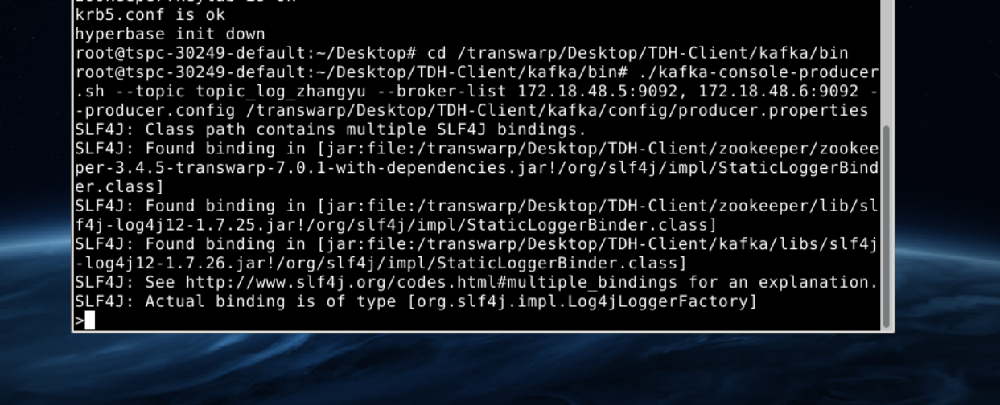 krb5.conf is ok
hyperbase init down
root@tspc-30249-default:~/Desktop# cd /transwarp/Desktop/TDH-Client/kafka/bin
root@tspc-30249-default:~/Desktop/TDH-Client/kafka/bin# ./kafka-console-producer
.sh --topic topic_log_zhangyu --broker-list 172.18.48.5:9092, 172.18.48.6:9092 -
-producer.config /transwarp/Desktop/TDH-Client/kafka/config/producer.properties
SLF4J: Class path contains multiple SLF4J bindings.
SLF4J: Found binding in [jar:file:/transwarp/Desktop/TDH-Client/zookeeper/zookee
per-3.4.5-transwarp-7.0.1-with-dependencies.jar!/org/slf4j/impl/StaticLoggerBind
er.class]
SLF4J: Found binding in [jar:file:/transwarp/Desktop/TDH-Client/zookeeper/lib/sl
f4j-log4j12-1.7.25.jar!/org/slf4j/impl/StaticLoggerBinder.class]
SLF4J: Found binding in [jar:file:/transwarp/Desktop/TDH-Client/kafka/libs/slf4j
-log4j12-1.7.26.jar!/org/slf4j/impl/StaticLoggerBinder.class]
SLF4J: See http://www.slf4j.org/codes.html#multiple_bindings for an explanation.
SLF4J: Actual binding is of type [org.slf4j.impl.Log4jLoggerFactory]
>